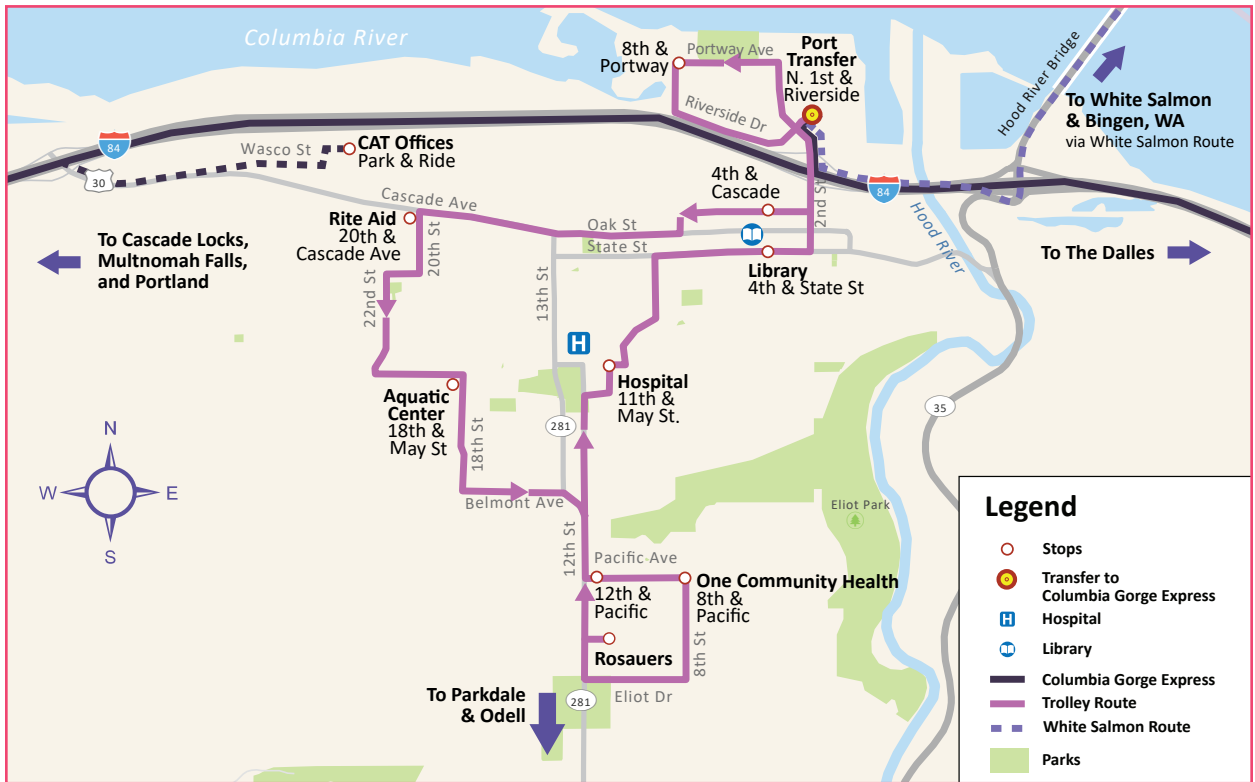 Columbia River
8th &
Portway
Portway Ave
Port
Transfer
N. 1st &
Riverside
Riverside Dr
Hood River Bridge
To White Salmon
& Bingen, WA
via White Salmon Route
84
Wasco St
CAT Offices
Park & Ride
30
Cascade Ave
4th &
Cascade
2nd St
84
Hood River
Rite Aid
20th &
Cascade Ave
20th St
Oak St
State St
Library
4th & State St
To Cascade Locks,
Multnomah Falls,
and Portland
To The Dalles
22nd St
13th St
H
Hospital
11th &
May St.
Aquatic
Center
18th &
May St
18th St
281
35
N
W
E
S
Belmont Ave
Eliot Park
12th St
Pacific Ave
12th &
Pacific
One Community Health
8th &
Pacific
Rosauers
8th St
Eliot Dr
281
To Parkdale
& Odell
Legend
Stops
Transfer to
Columbia Gorge Express
H
Hospital
Library
Columbia Gorge Express
Trolley Route
White Salmon Route
Parks